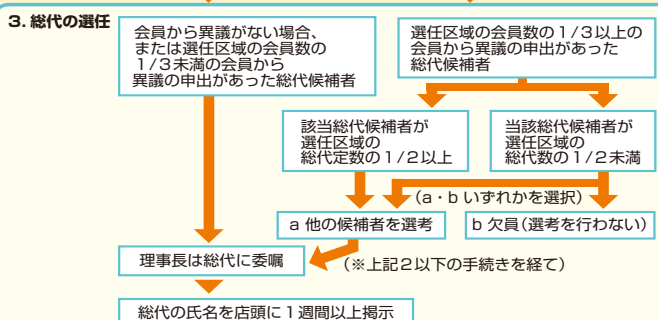 3. 総代の選任
会員から異議がない場合、
または選任区域の会員数の
1/3未満の会員から
異議の申出があった総代候補者
選任区域の会員数の1/3以上の
会員から異議の申出があった
総代候補者
該当総代候補者が
選任区域の
総代定数の1/2以上
当該総代候補者が
選任区域の
総代数の1/2未満
(a・b いずれかを選択)
a 他の候補者を選考
b 欠員(選考を行わない)
理事長は総代に委嘱
(※上記2以下の手続きを経て)
総代の氏名を店頭に1週間以上掲示